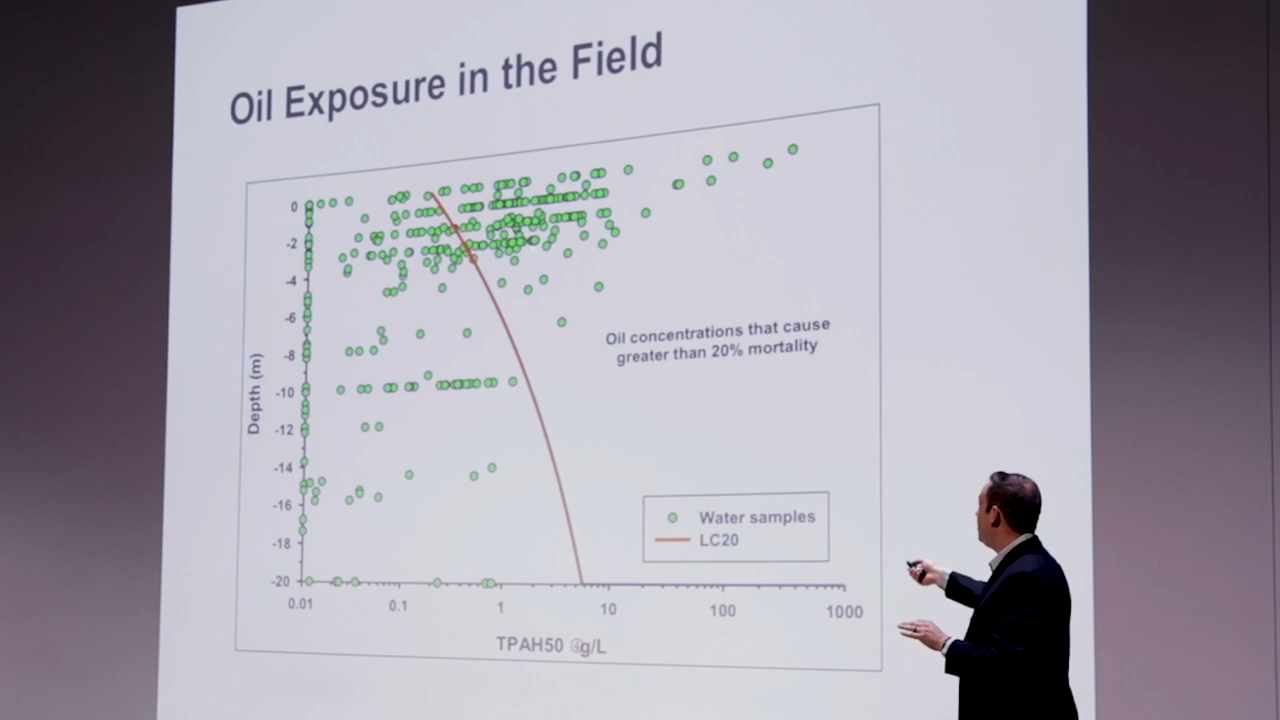 Oil Exposure in the Field
0
-2
-4
-6
-8
-10
-12
-14
-16
-18
-20
Depth (m)
Oil concentrations that cause
greater than 20% mortality
Water samples
LC20
0.01 0.1 1 10 100 1000
TPAH50 g/L